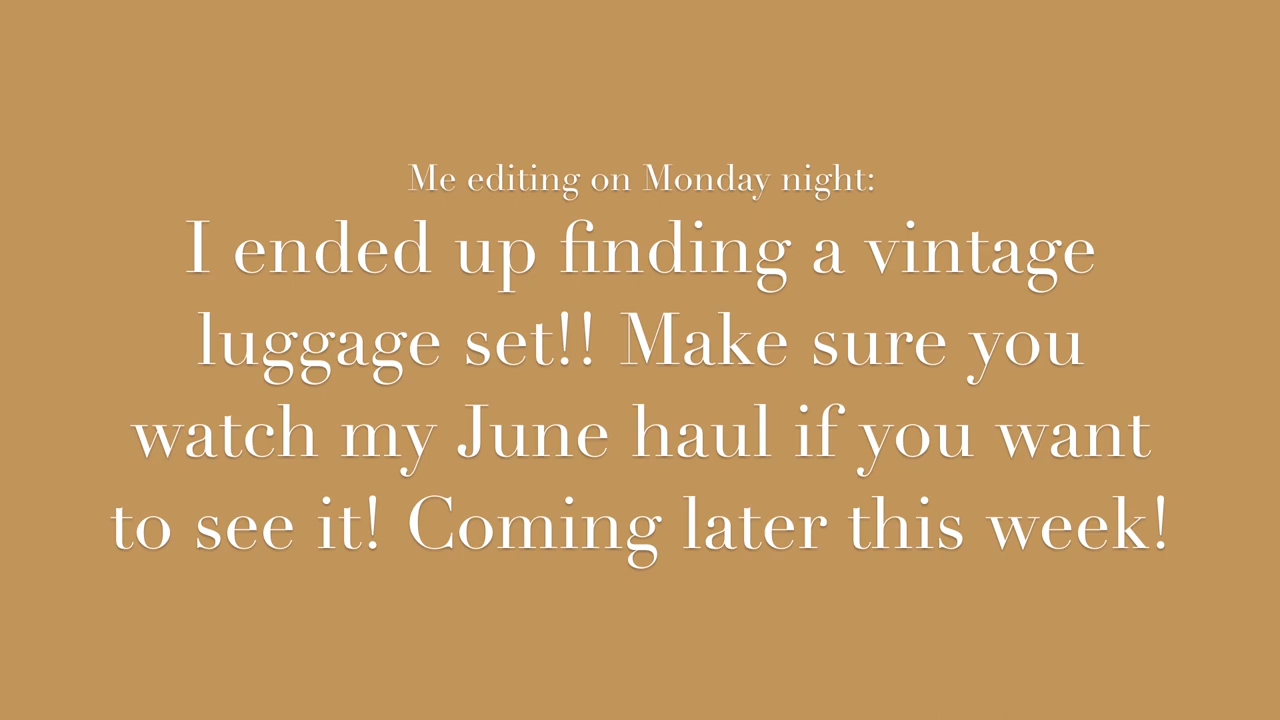 Me editing on Monday night:
I ended up finding a vintage
luggage set!! Make sure you
watch my June haul if you want
to see it! Coming later this week!